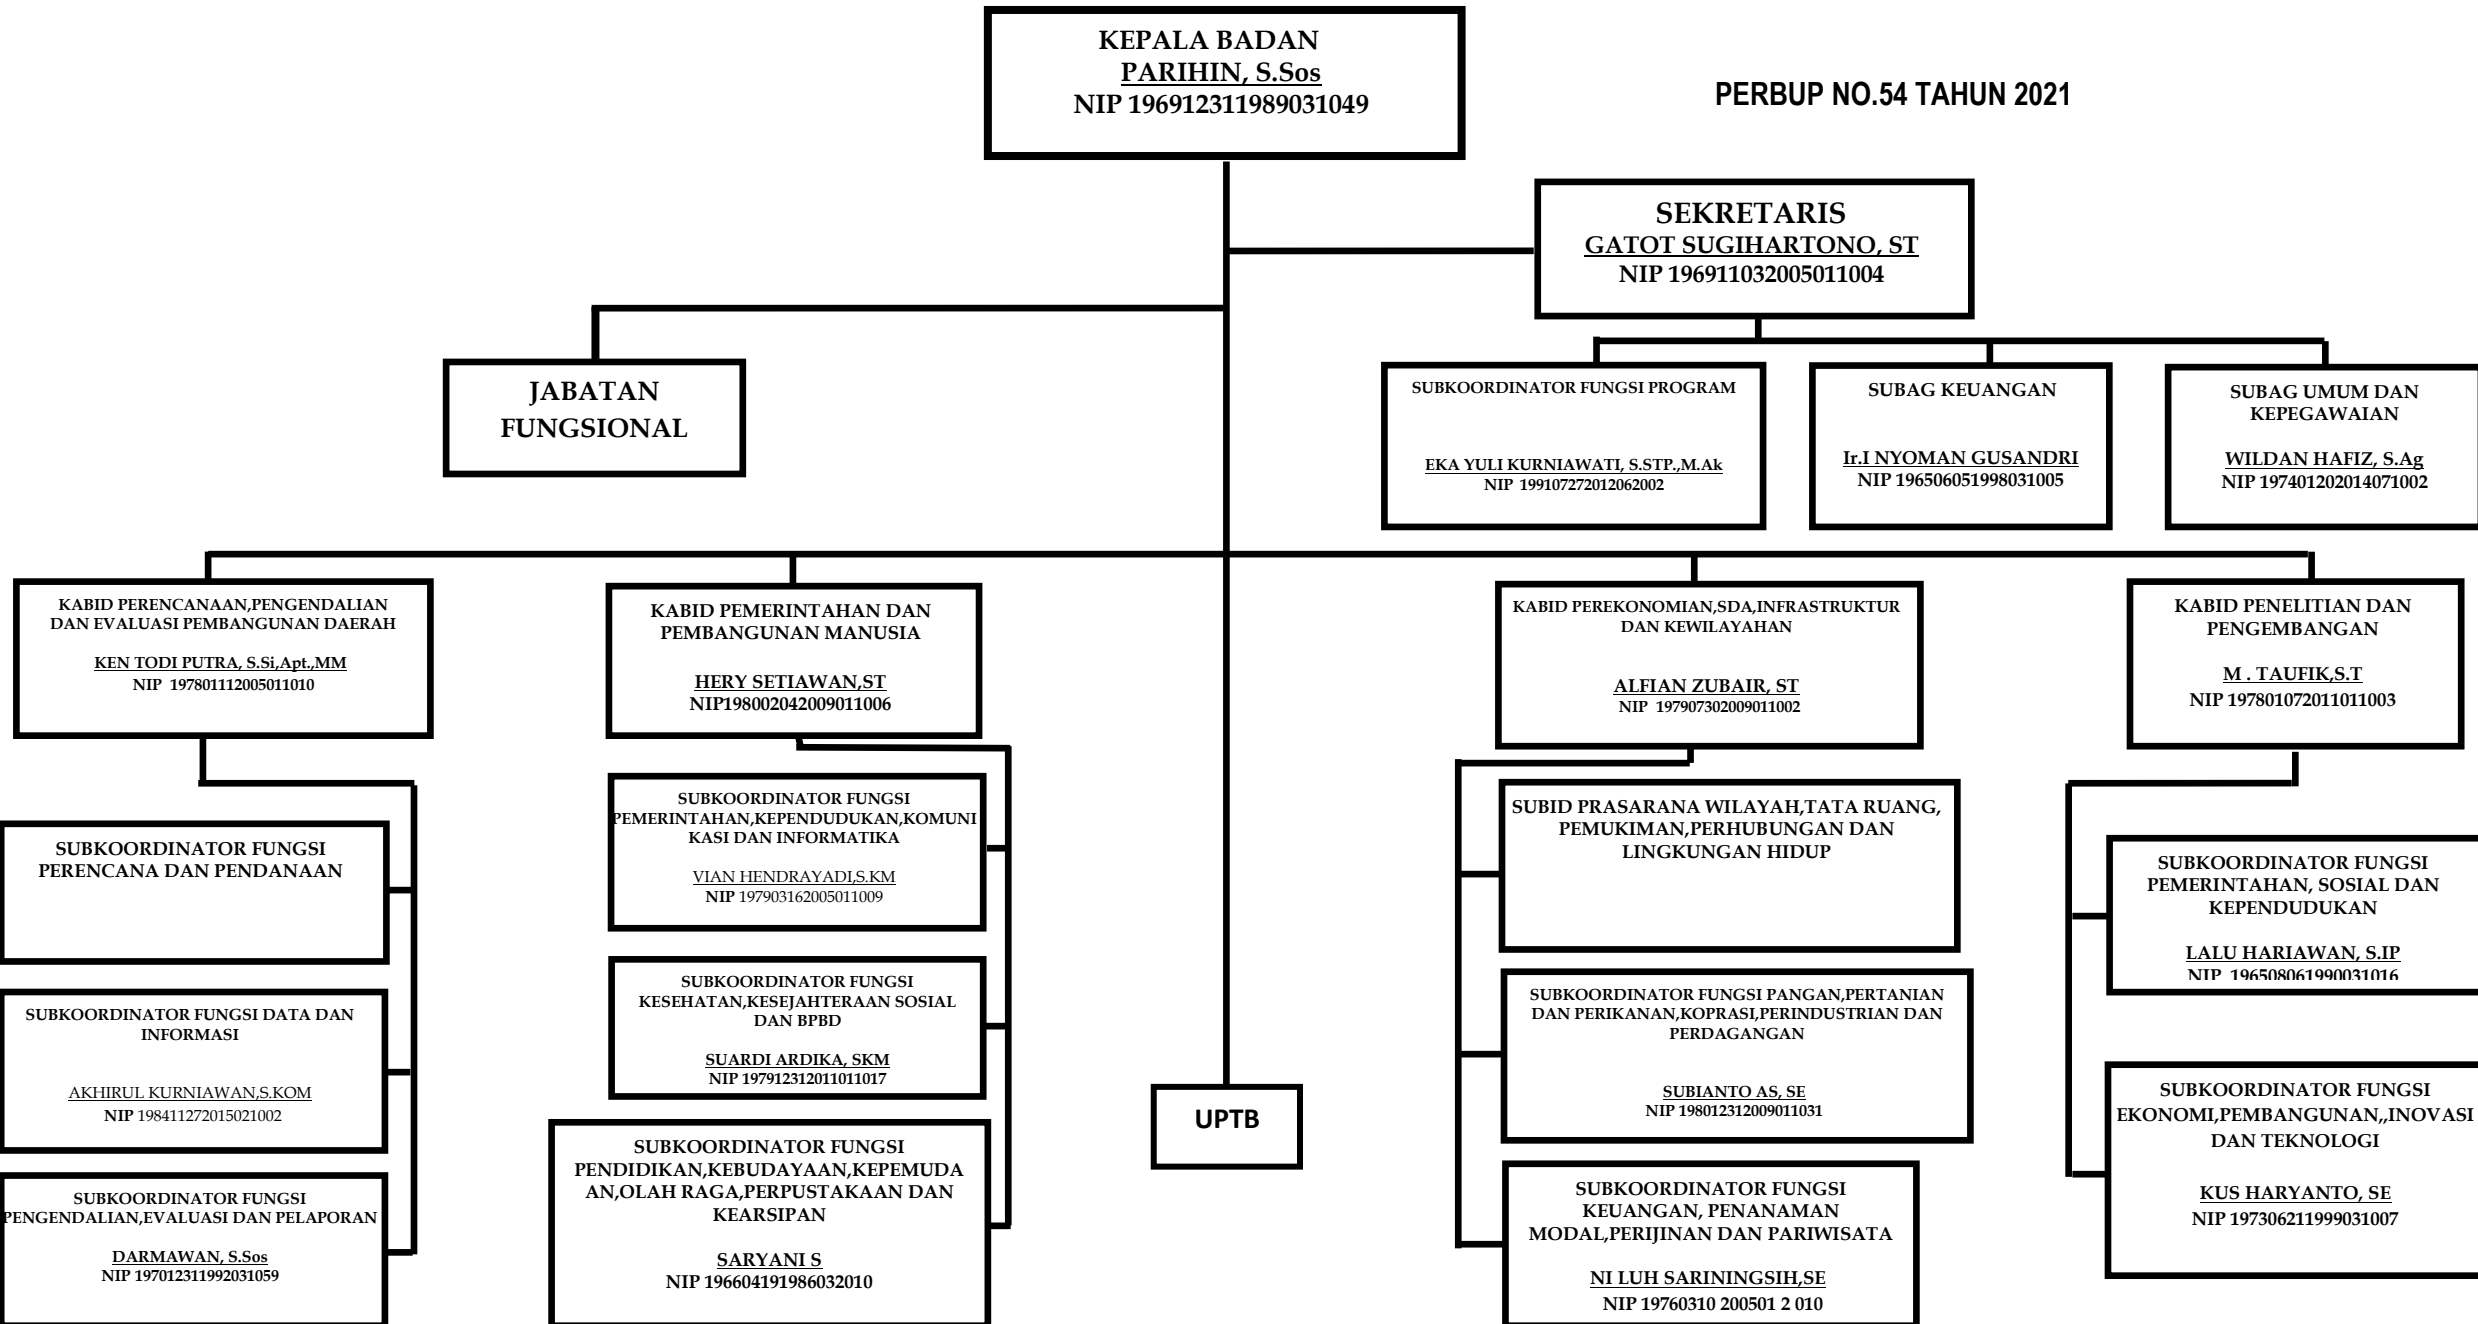 KEPALA BADAN
PARIHIN, S.Sos
NIP 196912311989031049
PERBUP NO.54 TAHUN 2021
SEKRETARIS
GATOT SUGIHARTONO, ST
NIP 196911032005011004
JABATAN
FUNGSIONAL
SUBKOORDINATOR FUNGSI PROGRAM
EKA YULI KURNIAWATI, S.STP.,M.Ak
NIP 199107272012062002
SUBAG KEUANGAN
Ir.I NYOMAN GUSANDRI
NIP 196506051998031005
SUBAG UMUM DAN
KEPEGAWAIAN
WILDAN HAFIZ, S.Ag
NIP 197401202014071002
KABID PERENCANAAN,PENGENDALIAN
DAN EVALUASI PEMBANGUNAN DAERAH
KEN TODI PUTRA, S.Si,Apt.,MM
NIP 197801112005011010
KABID PEMERINTAHAN DAN
PEMBANGUNAN MANUSIA
HERY SETIAWAN,ST
NIP198002042009011006
KABID PEREKONOMIAN,SDA,INFRASTRUKTUR
DAN KEWILAYAHAN
ALFIAN ZUBAIR, ST
NIP 197907302009011002
KABID PENELITIAN DAN
PENGEMBANGAN
M . TAUFIK,S.T
NIP 197801072011011003
SUBKOORDINATOR FUNGSI
PERENCANA DAN PENDANAAN
SUBKOORDINATOR FUNGSI DATA DAN
INFORMASI
AKHIRUL KURNIAWAN,S.KOM
NIP 198411272015021002
SUBKOORDINATOR FUNGSI
PENGENDALIAN,EVALUASI DAN PELAPORAN
DARMAWAN, S.Sos
NIP 197012311992031059
SUBKOORDINATOR FUNGSI
PEMERINTAHAN,KEPENDUDUKAN,KOMUNI
KASI DAN INFORMATIKA
VIAN HENDRAYADI,S.KM
NIP 197903162005011009
SUBKOORDINATOR FUNGSI
KESEHATAN,KESEJAHTERAAN SOSIAL
DAN BPBD
SUARDI ARDIKA, SKM
NIP 197912312011011017
SUBKOORDINATOR FUNGSI
PENDIDIKAN,KEBUDAYAAN,KEPEMUDA
AN,OLAH RAGA,PERPUSTAKAAN DAN
KEARSIPAN
SARYANI S
NIP 196604191986032010
UPTB
SUBID PRASARANA WILAYAH,TATA RUANG,
PEMUKIMAN,PERHUBUNGAN DAN
LINGKUNGAN HIDUP
SUBKOORDINATOR FUNGSI PANGAN,PERTANIAN
DAN PERIKANAN,KOPRASI,PERINDUSTRIAN DAN
PERDAGANGAN
SUBIANTO AS, SE
NIP 198012312009011031
SUBKOORDINATOR FUNGSI
KEUANGAN, PENANAMAN
MODAL,PERIJINAN DAN PARIWISATA
NI LUH SARININGSIH,SE
NIP 19760310 200501 2 010
SUBKOORDINATOR FUNGSI
PEMERINTAHAN, SOSIAL DAN
KEPENDUDUKAN
LALU HARIAWAN, S.IP
NIP 196508061990031016
SUBKOORDINATOR FUNGSI
EKONOMI,PEMBANGUNAN,,INOVASI
DAN TEKNOLOGI
KUS HARYANTO, SE
NIP 197306211999031007